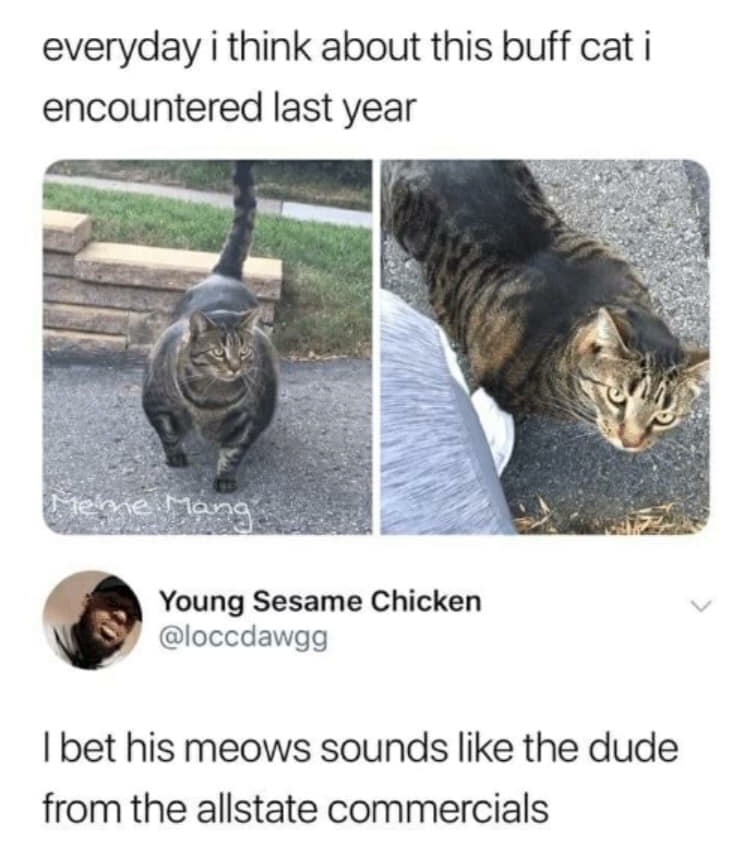 everyday i think about this buff cat i
encountered last year
Meme Mang
Young Sesame Chicken
@loccdawgg
I bet his meows sounds like the dude
from the allstate commercials